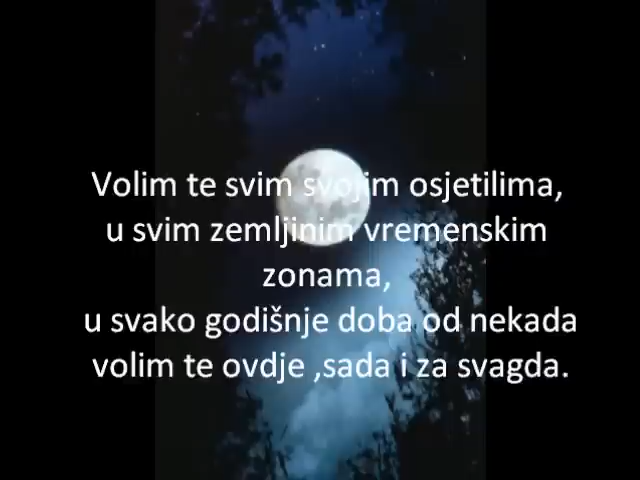 Volim te svim svojim osjetilima,
u svim zemljinim vremenskim
zonama,
u svako godišnje doba od nekada
volim te ovdje ,sada i za svagda.